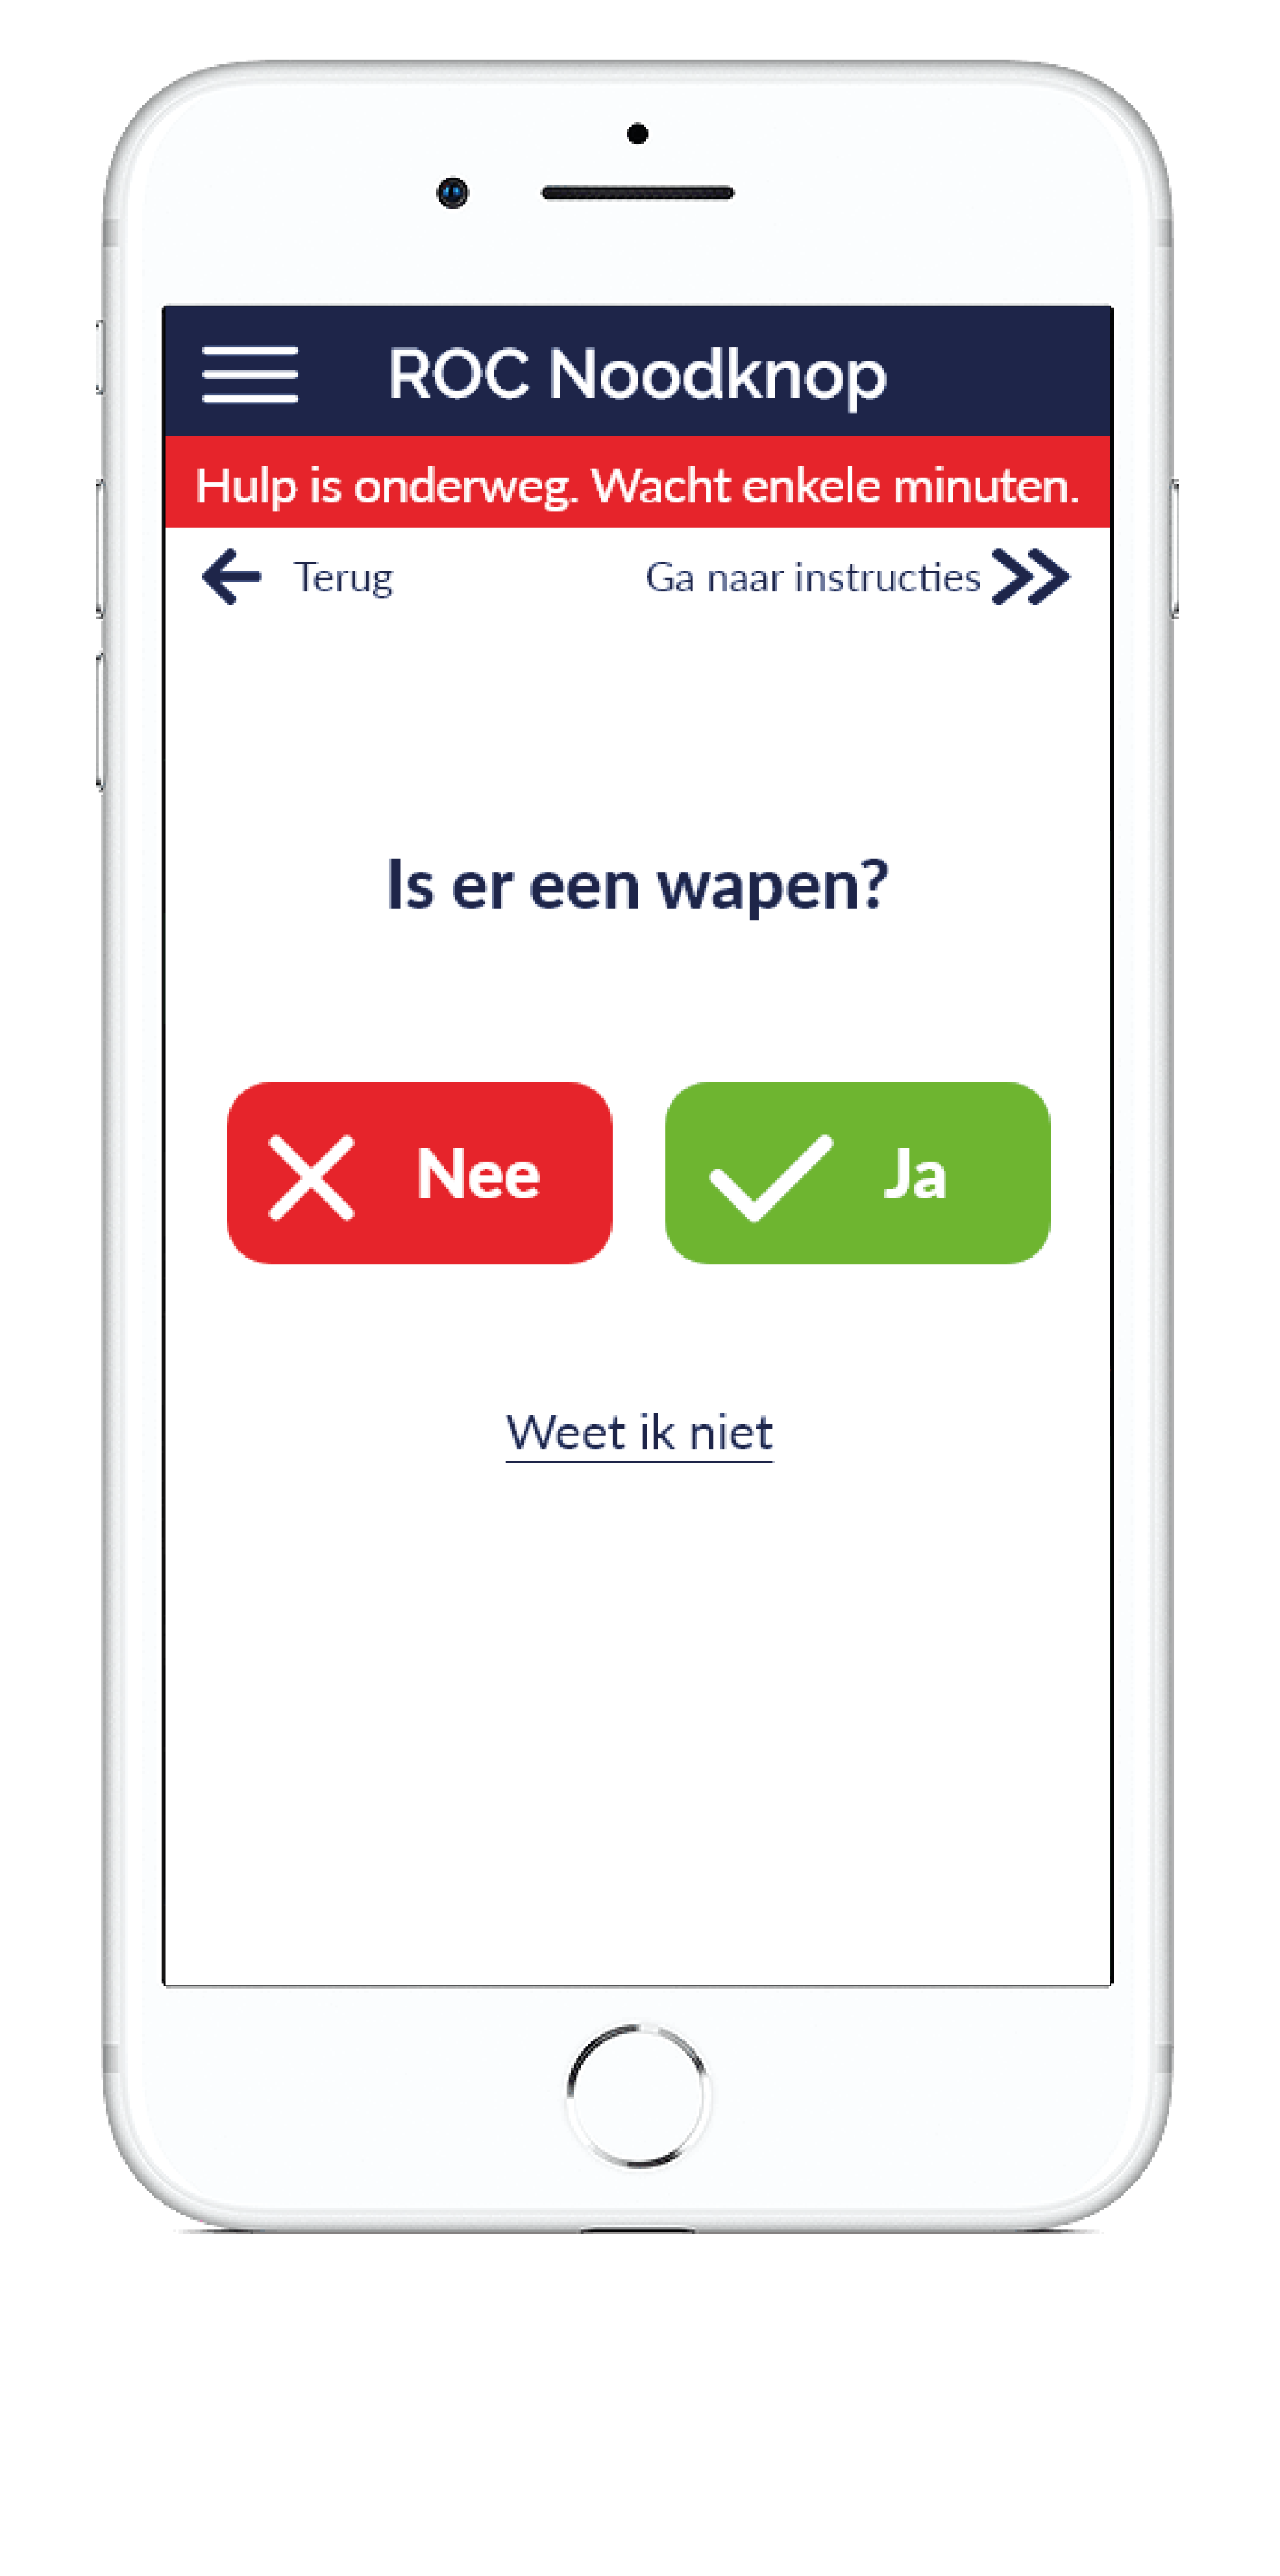 ROC Noodknop
Hulp is onderweg. Wacht enkele minuten.
Terug
Ga naar instructies
Is er een wapen?
Nee
Ja
Weet ik niet